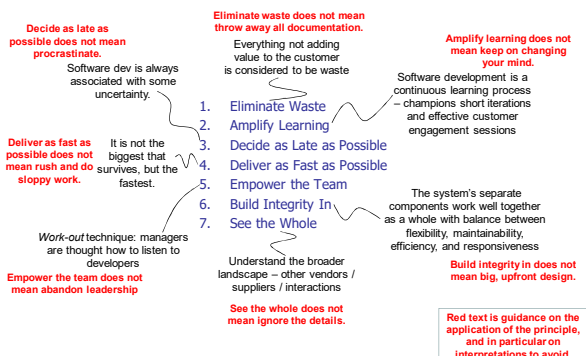 Eliminate waste does not mean
throw away all documentation.
Everything not adding
value to the customer
is considered to be waste
Decide as late as
possible does not mean
procrastinate.
Software dev is always
associated with some
uncertainty.
Amplify learning does not
mean keep on changing
your mind.
Software development is a
continuous learning process
– champions short iterations
and effective customer
engagement sessions
1. Eliminate Waste
2. Amplify Learning
3. Decide as Late as Possible
4. Deliver as Fast as Possible
5. Empower the Team
6. Build Integrity In
7. See the Whole
Deliver as fast as
possible does not
mean rush and do
sloppy work.
It is not the
biggest that
survives, but the
fastest.
The system's separate
components work well together
as a whole with balance between
flexibility, maintainability,
efficiency, and responsiveness
Build integrity in does not
mean big, upfront design.
Work-out technique: managers
are thought how to listen to
developers
Empower the team does not
mean abandon leadership
Understand the broader
landscape – other vendors /
suppliers / interactions
See the whole does not
mean ignore the details.
Red text is guidance on the
application of the principle,
and in particular on
interpretations to avoid